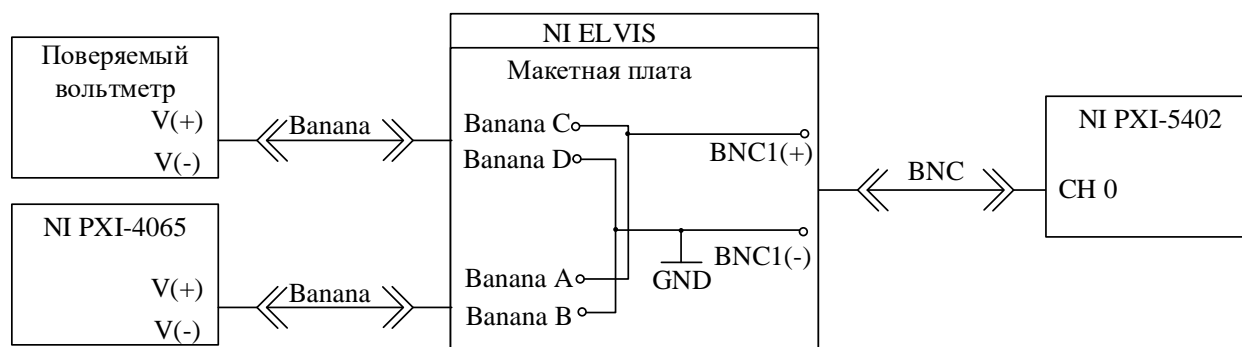 Поверяемый
вольтметр
V(+)
V(-)
Banana
NI PXI-4065
V(+)
V(-)
Banana
NI ELVIS
Макетная плата
Banana C
Banana D
BNC1(+)
BNC1(-)
GND
Banana A
Banana B
BNC
NI PXI-5402
CH 0